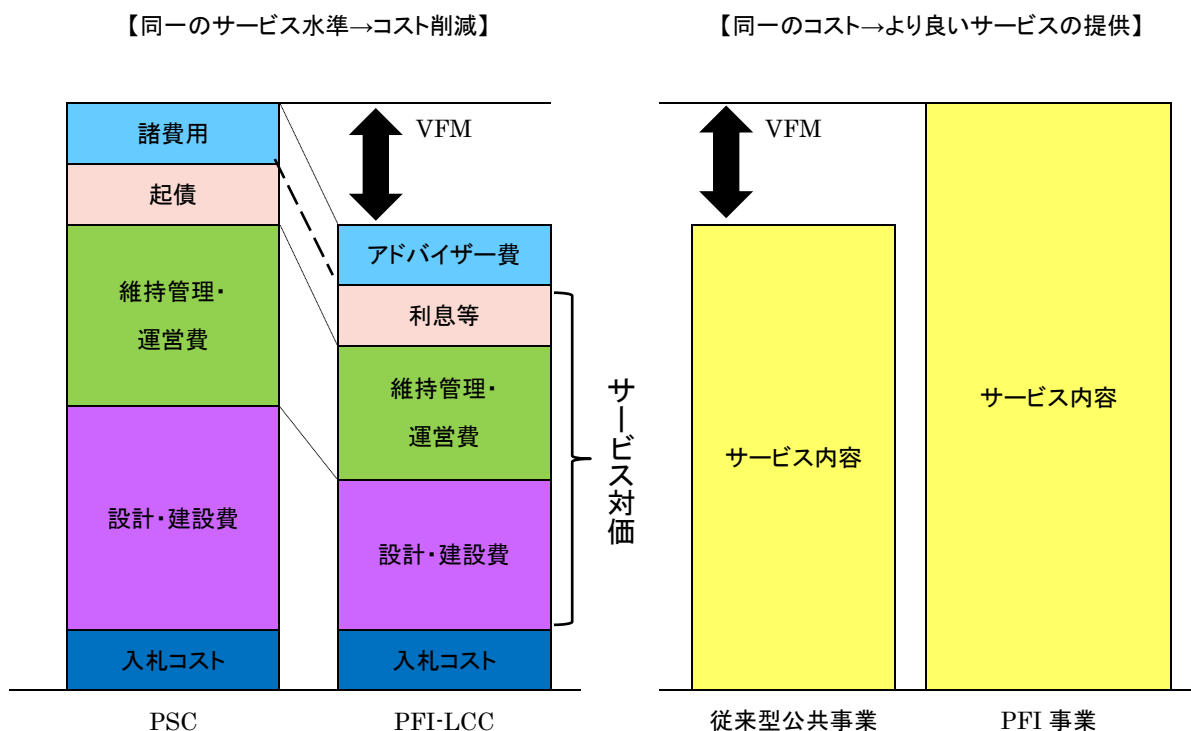 【同一のサービス水準→コスト削減】
VFM
諸費用
起債
維持管理・
運営費
設計・建設費
入札コスト
PSC
アドバイザー費
利息等
維持管理・
運営費
設計・建設費
入札コスト
PFI-LCC
サービス対価
【同一のコスト→より良いサービスの提供】
VFM
サービス内容
従来型公共事業
サービス内容
PFI 事業